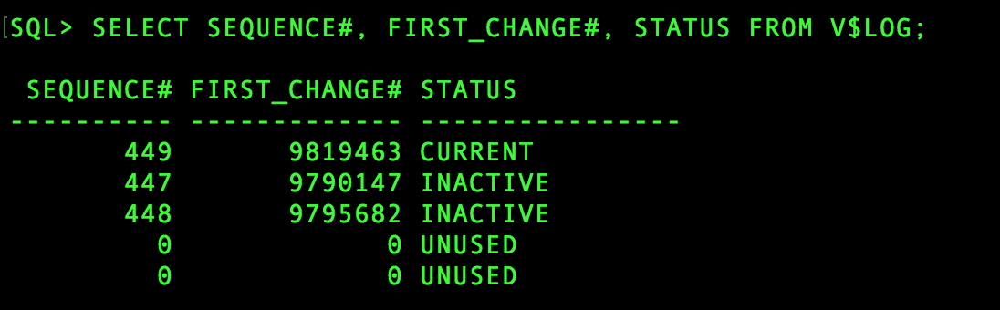 [SQL> SELECT SEQUENCE#, FIRST_CHANGE#, STATUS FROM V$LOG;
 SEQUENCE# FIRST_CHANGE# STATUS
---------- ------------- ----------------
       449       9819463 CURRENT
       447       9790147 INACTIVE
       448       9795682 INACTIVE
         0             0 UNUSED
         0             0 UNUSED